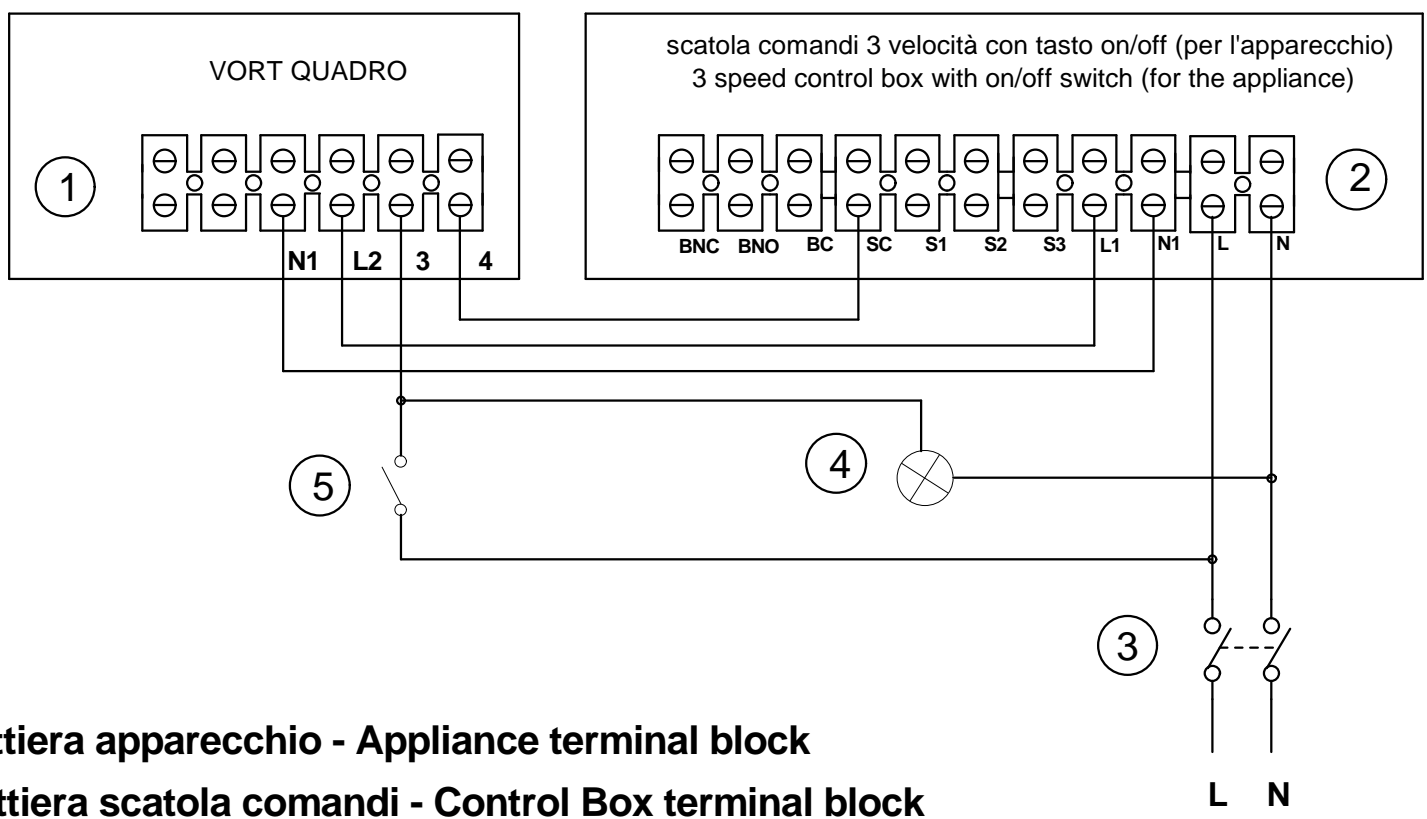 VORT QUADRO
scatola comandi 3 velocità con tasto on/off (per l'apparecchio)
3 speed control box with on/off switch (for the appliance)
1
2
N1 L2 3 4
BNC BNO BC SC S1 S2 S3 L1 N1 L N
4
5
3
apparecchio - Appliance terminal block
scatola comandi - Control Box terminal block
L N